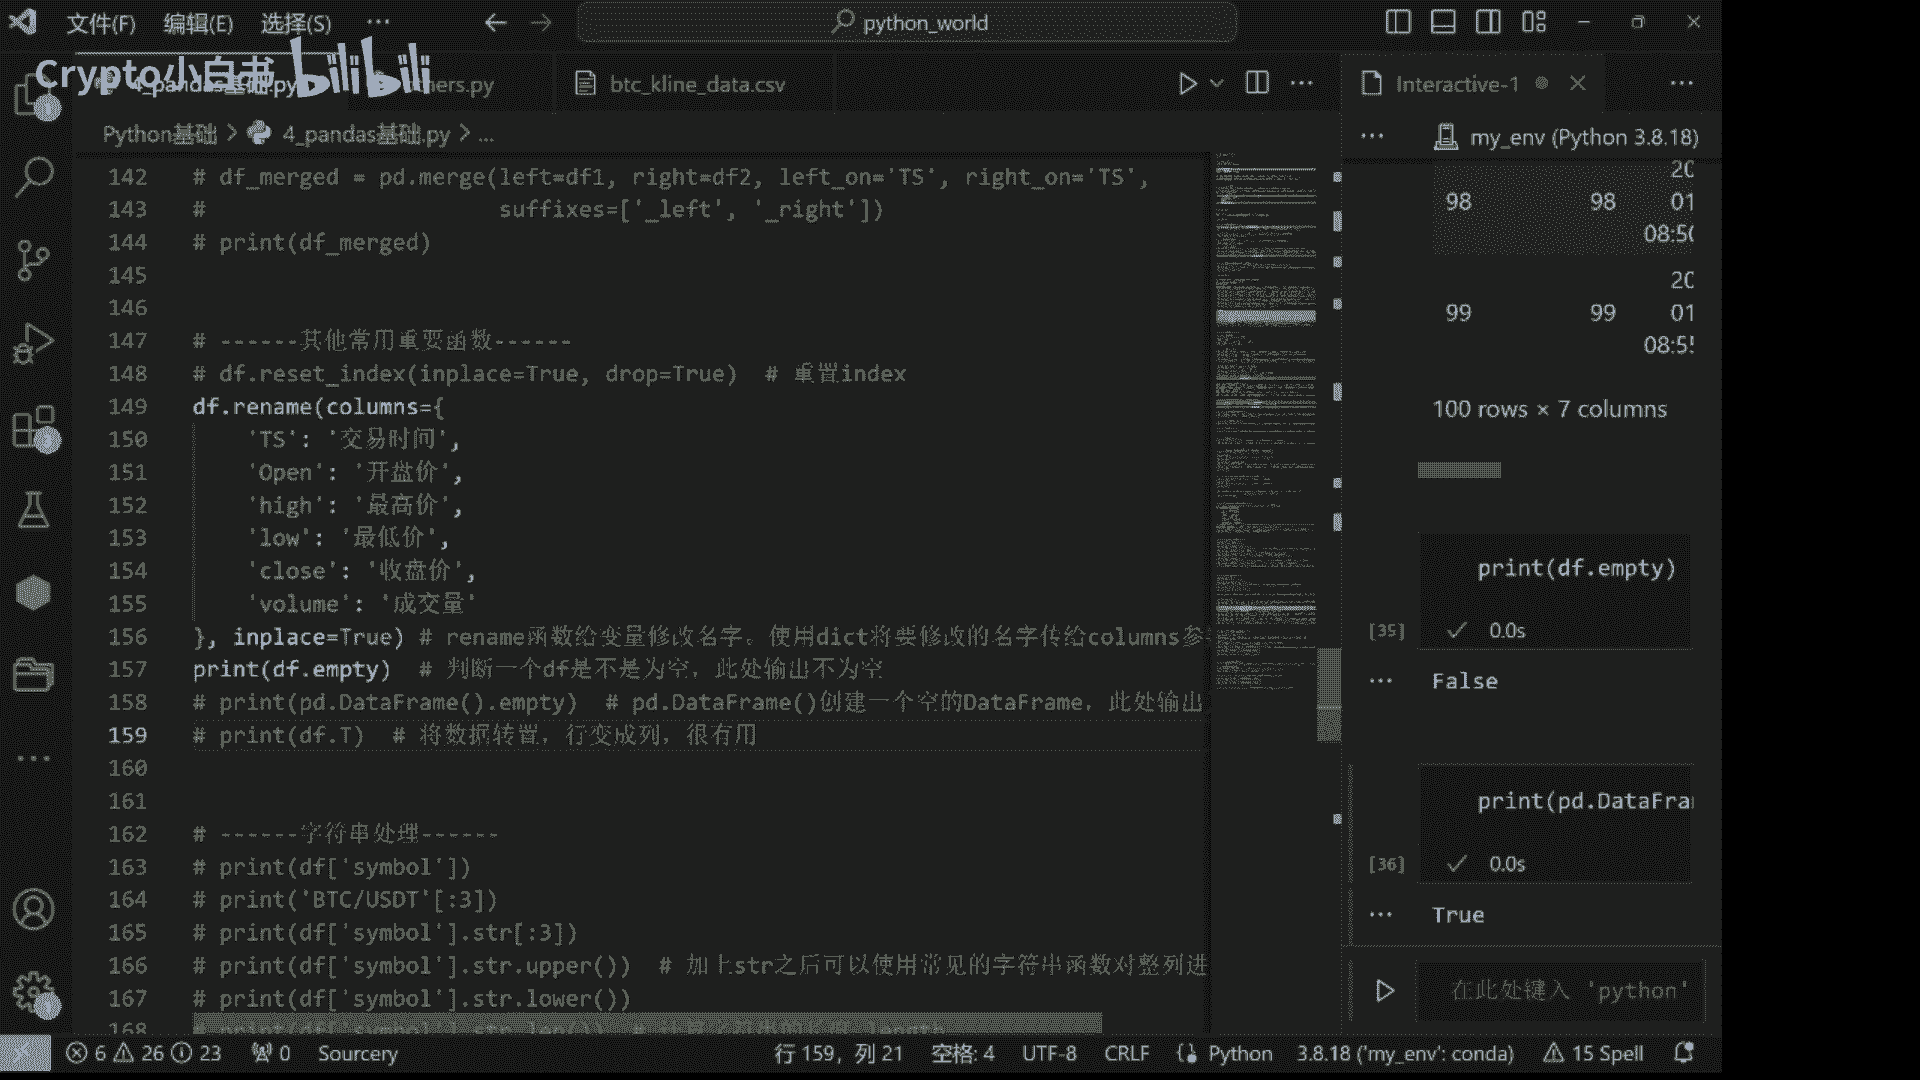 文件(F) 编辑(E) 选择(S) ··· python_world
Crypto小白书 bilibili
4_pandas基础.py hers.py btc_kline_data.csv Interactive-1
Python基础 > 4_pandas基础.py > ... my_env (Python 3.8.18)
142 # df_merged = pd.merge(left=df1, right=df2, left_on='TS', right_on='TS',
143 # suffixes=['_left', '_right'])
144 # print(df_merged)
145
146
147 # ------其他常用重要函数------
148 # df.reset_index(inplace=True, drop=True)  # 重置index
149 df.rename(columns={
150 'TS': '交易时间',
151 'Open': '开盘价',
152 'high': '最高价',
153 'low': '最低价',
154 'close': '收盘价',
155 'volume': '成交量'
156 }, inplace=True) # rename函数给变量修改名字。使用dict将要修改的名字传给columns参
157 print(df.empty)  # 判断一个df是不是为空，此处输出不为空
158 # print(pd.DataFrame().empty)  # pd.DataFrame()创建一个空的DataFrame，此处输出
159 # print(df.T)  # 将数据转置，行变成列，很有用
160
161
162 # ------字符串处理------
163 # print(df['symbol'])
164 # print('BTC/USDT'[:3])
165 # print(df['symbol'].str[:3])
166 # print(df['symbol'].str.upper())  # 加上str之后可以使用常见的字符串函数对整列进
167 # print(df['symbol'].str.lower())
168 # print(df['symbol'].str.len())  # length
20
98 98 01
08:50
20
99 99 01
08:5
100 rows × 7 columns
print(df.empty)
[35] 0.0s
False
print(pd.DataFra
[36] 0.0s
True
在此处键入 'python'
6 26 23 0 Sourcery 行 159，列 21 空格: 4 UTF-8 CRLF Python 3.8.18 ('my_env': conda) 15 Spell